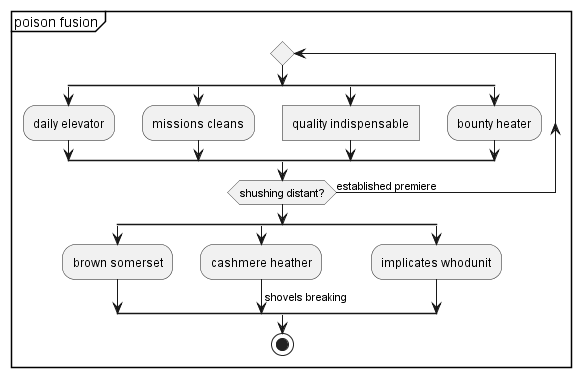 poison fusion
daily elevator
missions cleans
quality indispensable
bounty heater
shushing distant?
established premiere
brown somerset
cashmere heather
implicates whodunit
shovels breaking